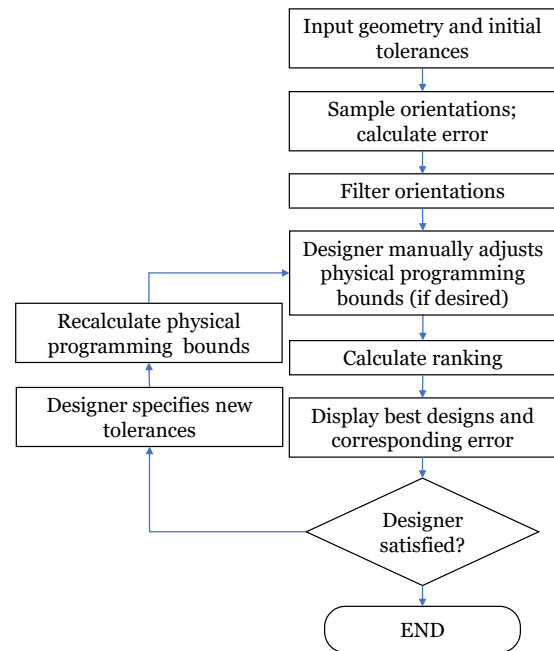 Input geometry and initial
tolerances
Sample orientations;
calculate error
Filter orientations
Designer manually adjusts
physical programming
bounds (if desired)
Recalculate physical
programming bounds
Calculate ranking
Designer specifies new
tolerances
Display best designs and
corresponding error
Designer
satisfied?
END